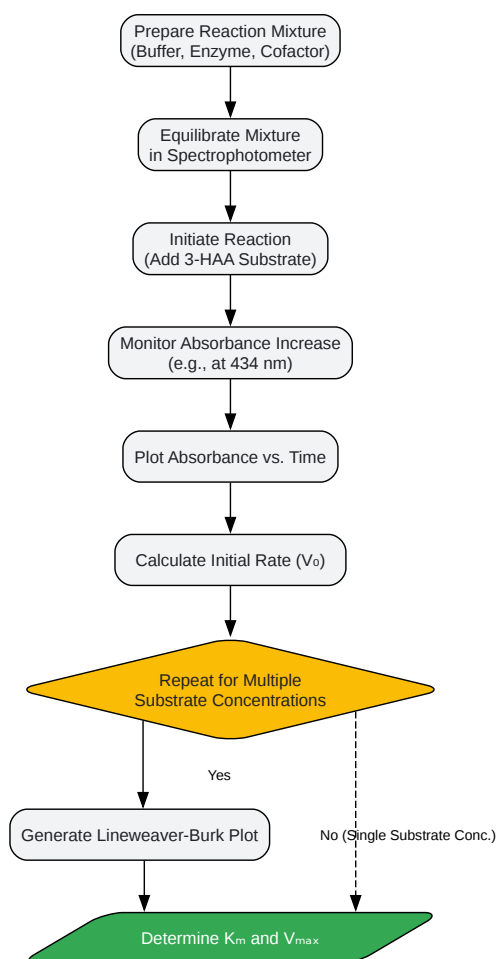 Prepare Reaction Mixture
(Buffer, Enzyme, Cofactor)
Equilibrate Mixture
in Spectrophotometer
Initiate Reaction
(Add 3-HAA Substrate)
Monitor Absorbance Increase
(e.g., at 434 nm)
Plot Absorbance vs. Time
Calculate Initial Rate (V₀)
Repeat for Multiple
Substrate Concentrations
Yes
Generate Lineweaver-Burk Plot
No (Single Substrate Conc.)
Determine Kₘ and Vₘₐₓ